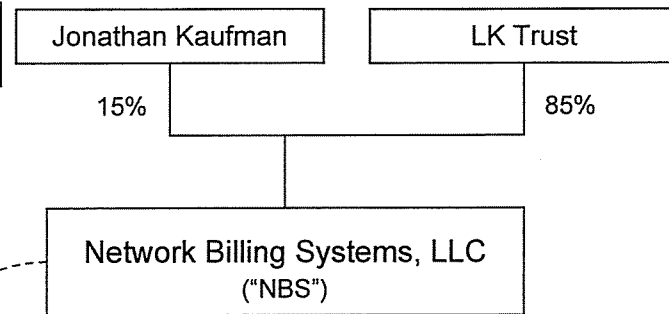 Jonathan Kaufman
LK Trust
15%
85%
Network Billing Systems, LLC
(“NBS”)